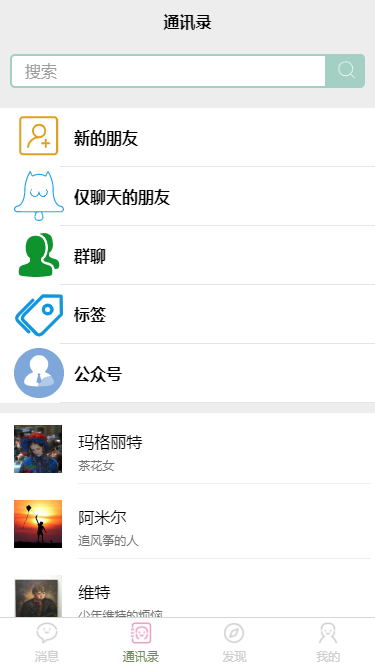 通讯录
搜索
新的朋友
仅聊天的朋友
群聊
标签
公众号
玛格丽特
茶花女
阿米尔
追风筝的人
维特
少年维特的烦恼
消息
通讯录
发现
我的